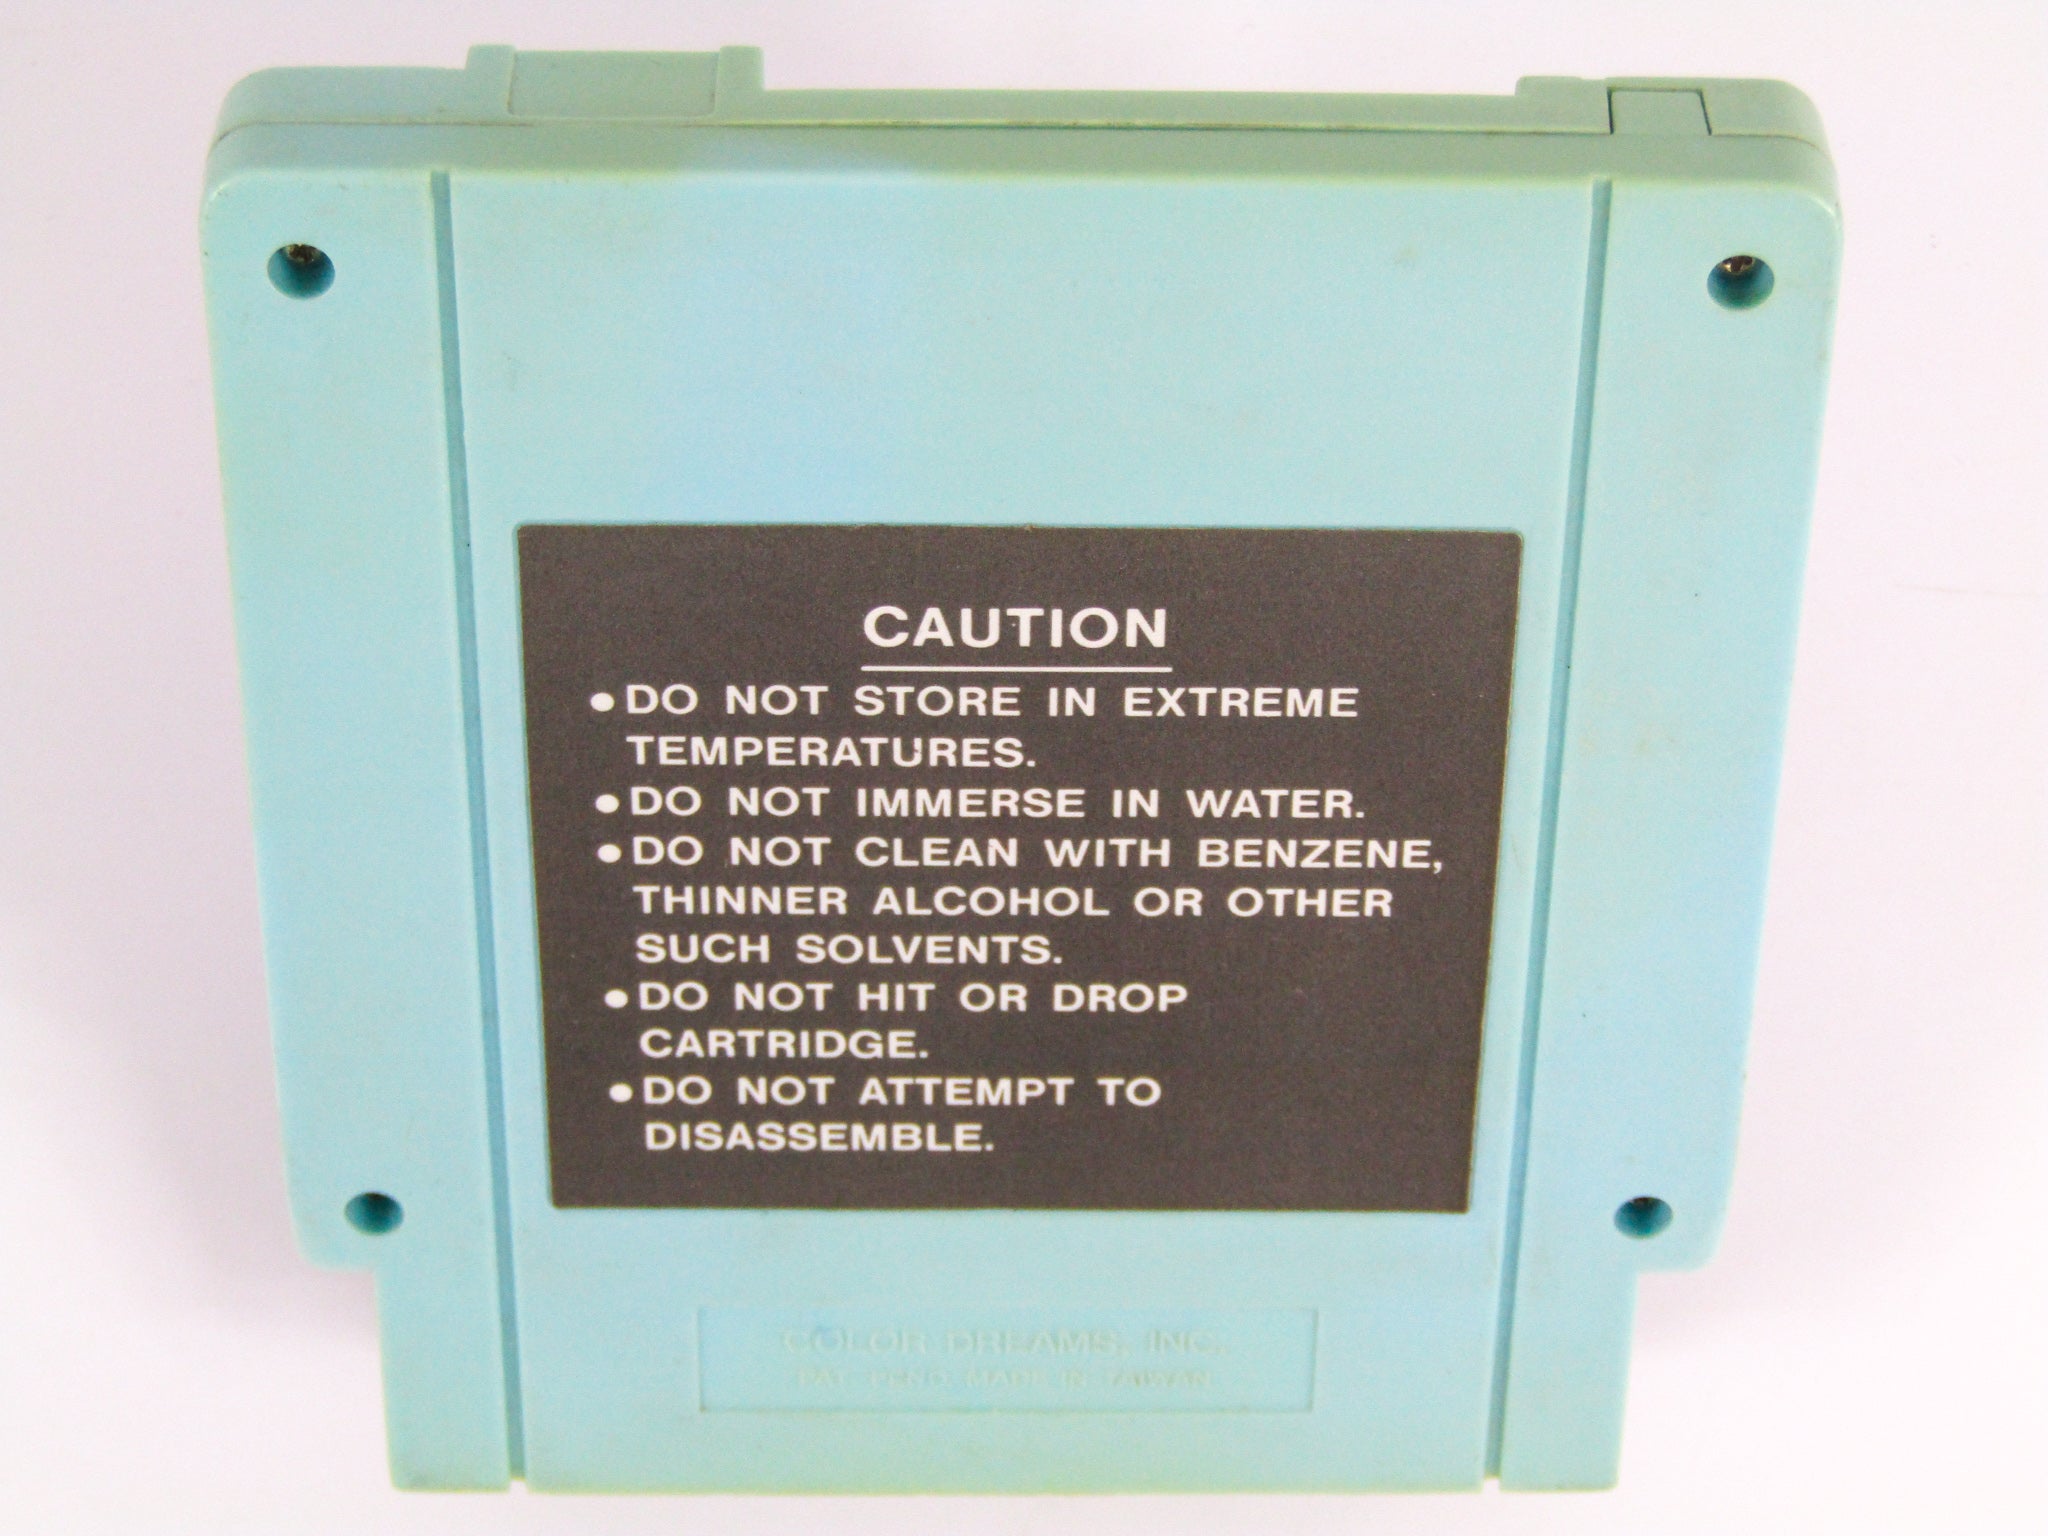 CAUTION
•DO NOT STORE IN EXTREME
TEMPERATURES.
•DO NOT IMMERSE IN WATER.
•DO NOT CLEAN WITH BENZENE,
THINNER ALCOHOL OR OTHER
SUCH SOLVENTS.
•DO NOT HIT OR DROP
CARTRIDGE.
•DO NOT ATTEMPT TO
DISASSEMBLE.
COLOR DREAMS, INC.
PAT. PEND. MADE IN TAIWAN